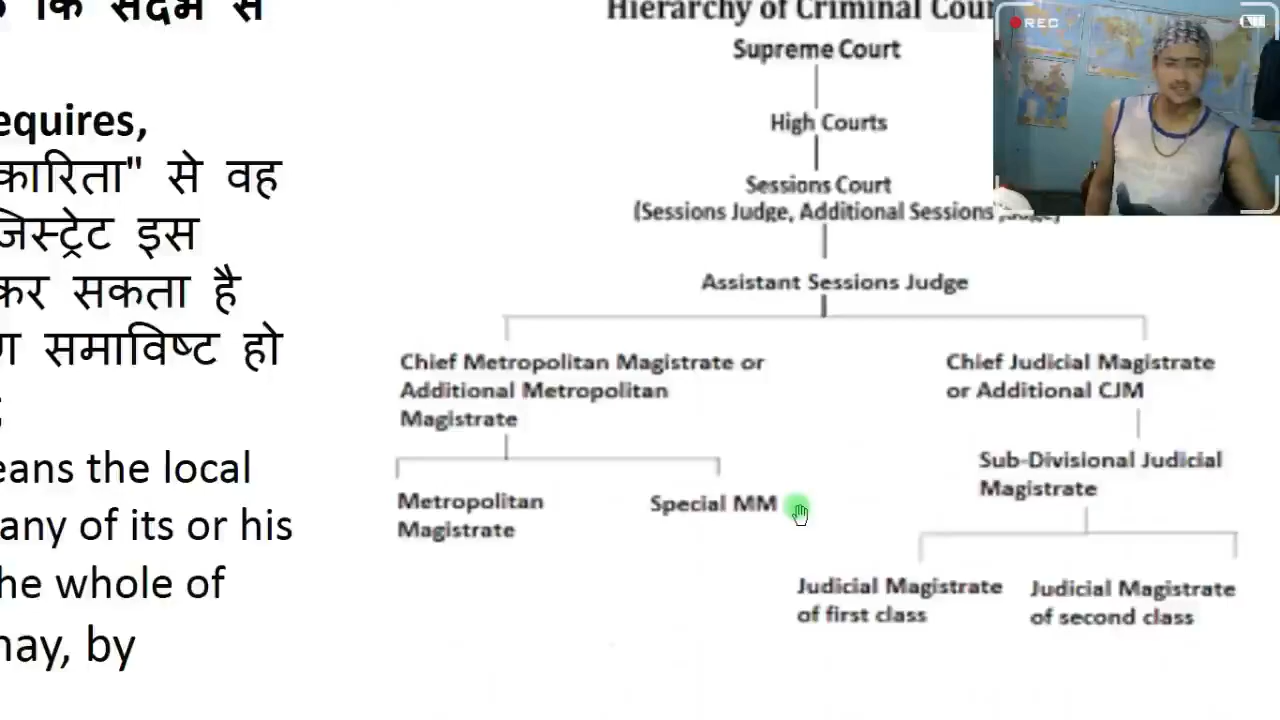 कि संदर्भ से
equires,
कारिता" से वह
जिस्ट्रेट इस
कर सकता है
समाविष्ट हो
eans the local
any of its or his
he whole of
nay, by
Hierarchy of Criminal Cour
Supreme Court
High Courts
Sessions Court
(Sessions Judge, Additional Sessions Judge)
Assistant Sessions Judge
Chief Metropolitan Magistrate or
Additional Metropolitan
Magistrate
Metropolitan
Magistrate
Special MM
Chief Judicial Magistrate
or Additional CJM
Sub-Divisional Judicial
Magistrate
Judicial Magistrate
of first class
Judicial Magistrate
of second class
REC